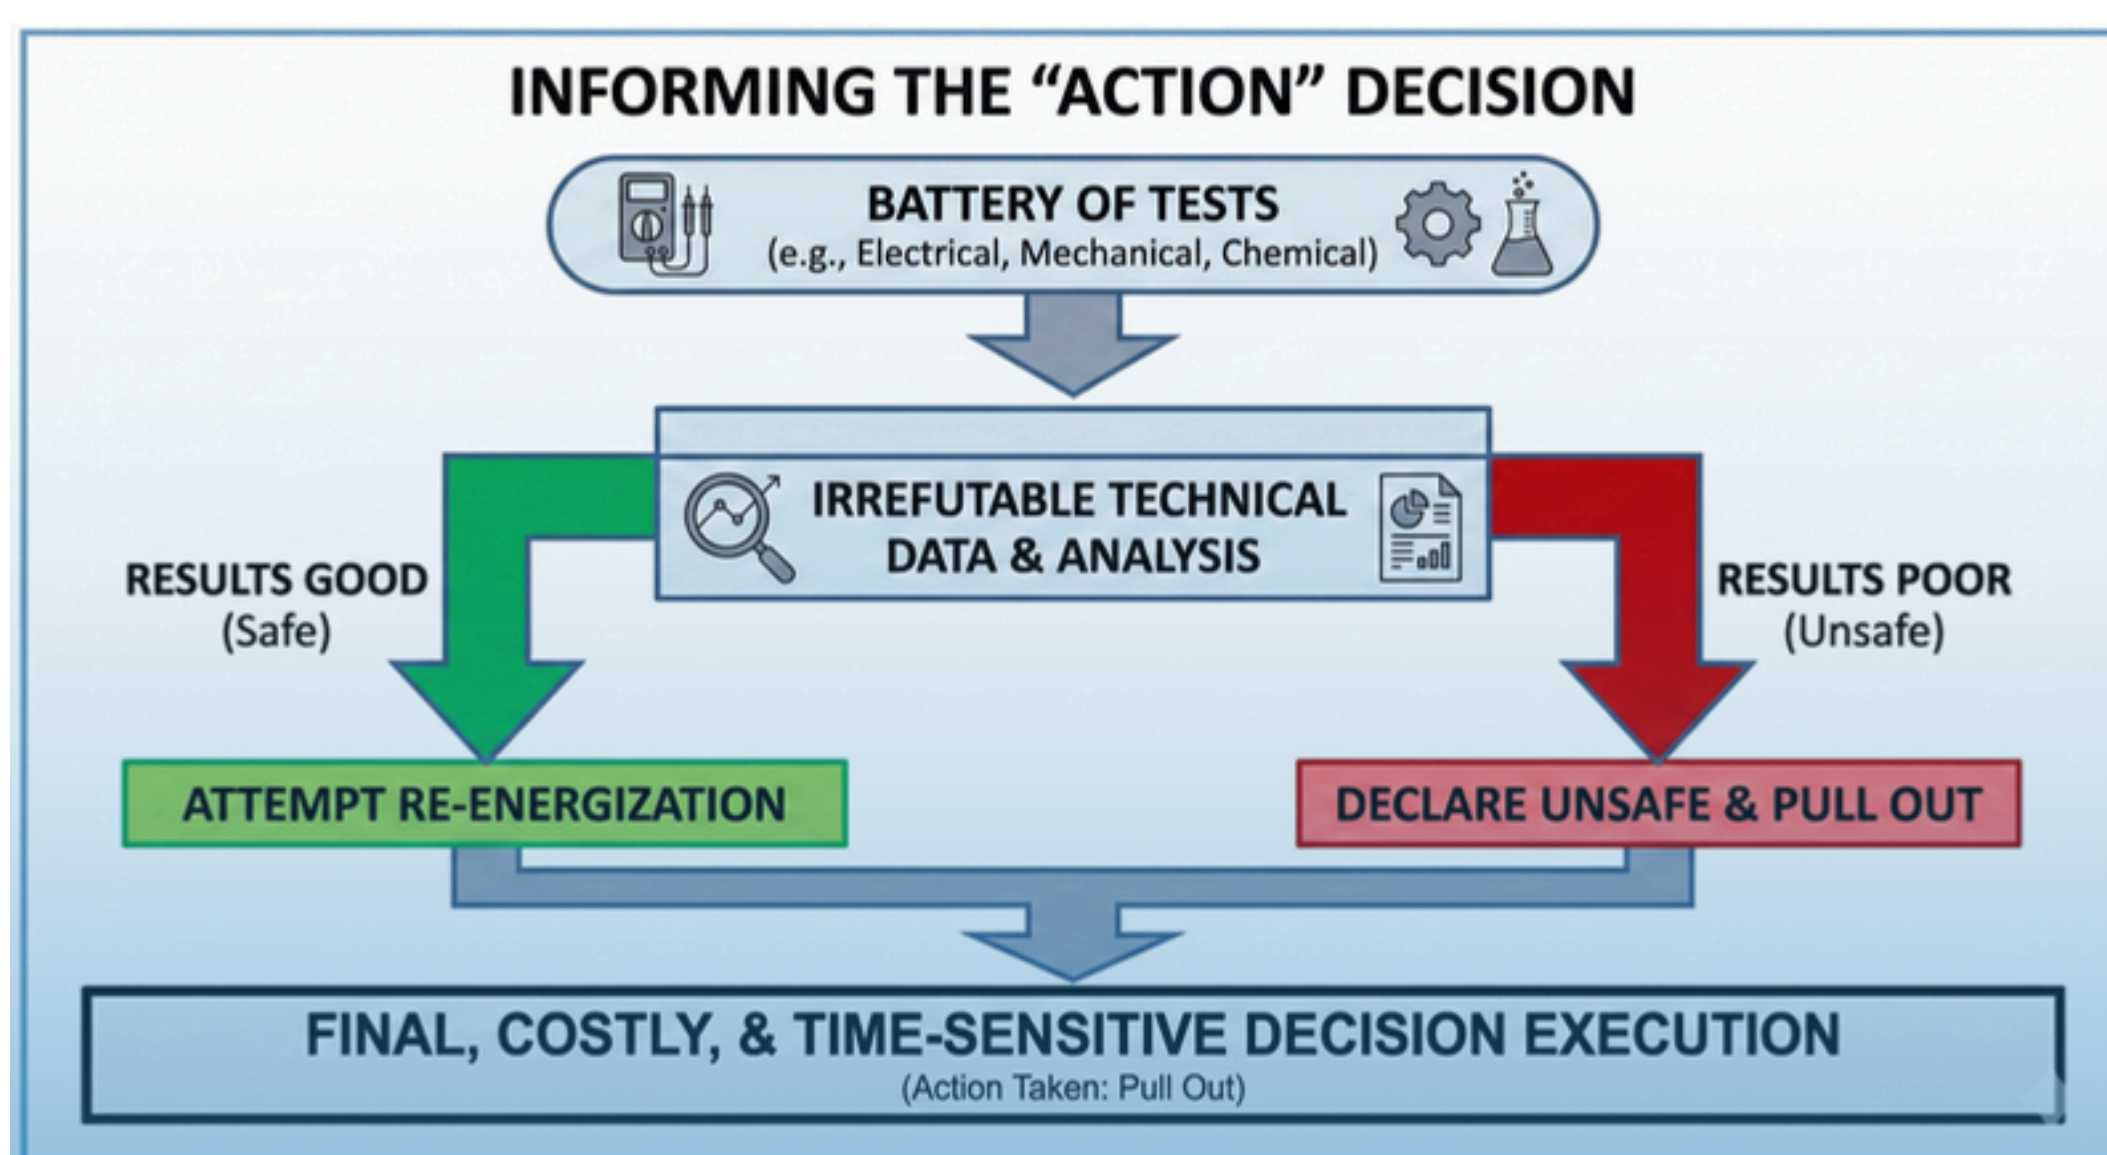 INFORMING THE “ACTION” DECISION
BATTERY OF TESTS
(e.g., Electrical, Mechanical, Chemical)
IRREFUTABLE TECHNICAL
DATA & ANALYSIS
RESULTS GOOD
(Safe)
RESULTS POOR
(Unsafe)
ATTEMPT RE-ENERGIZATION
DECLARE UNSAFE & PULL OUT
FINAL, COSTLY, & TIME-SENSITIVE DECISION EXECUTION
(Action Taken: Pull Out)